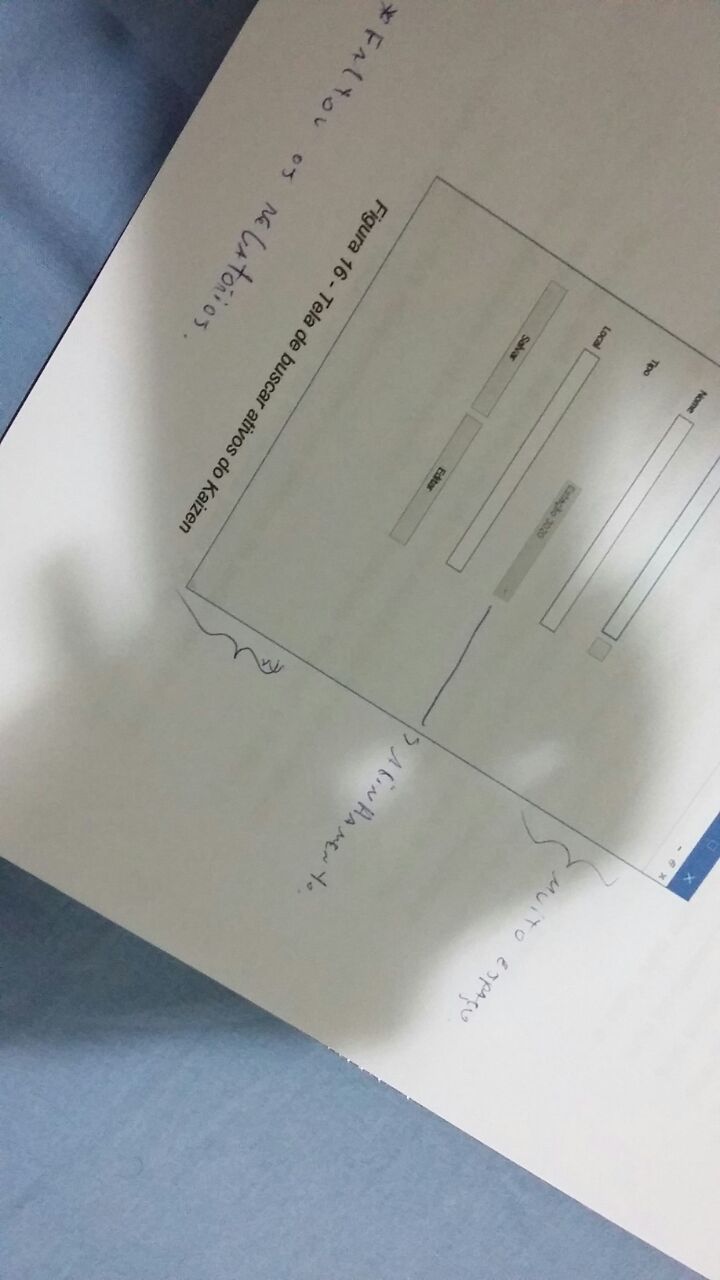 Nome
Tipo
Local
Estação 3020
Salvar
Editar
Figura 16 - Tela de buscar ativos do Kaizen
MUITO ESPAÇO
ALINHAMENTO.
* FALTOU OS RELATÓRIOS.